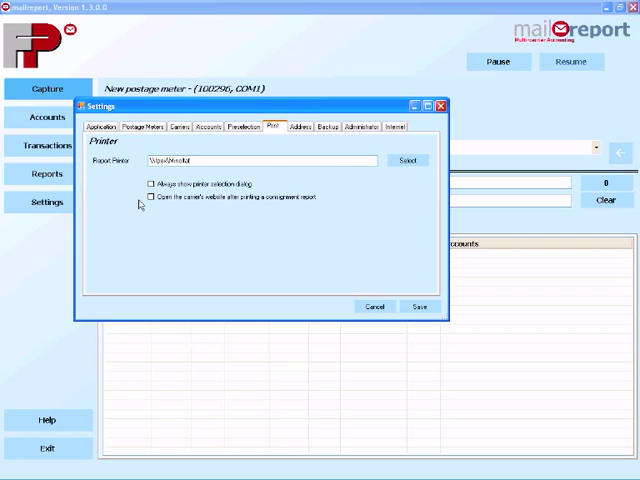 mailreport, Version 1.3.0.0
FP
mailreport
Multicarrier Accounting
Pause
Resume
Capture
New postage meter - (100296, COM1)
Accounts
Transactions
Reports
Settings
Help
Exit
0
Clear
ccounts
Settings
Application
Postage Meters
Carriers
Accounts
Preselection
Print
Address
Backup
Administrator
Internet
Printer
Report Printer
Select
Always show printer selection dialog
Open the carrier's website after printing a consignment report
Cancel
Save